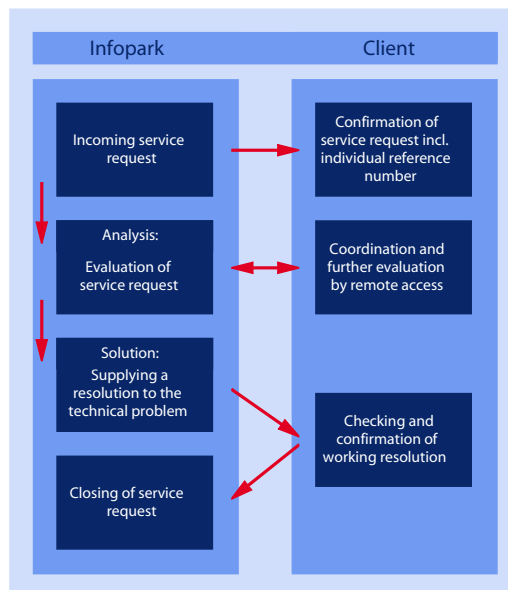 Infopark
Client
Incoming service
request
Confirmation of
service request incl.
individual reference
number
Analysis:
Evaluation of
service request
Coordination and
further evaluation
by remote access
Solution:
Supplying a
resolution to the
technical problem
Checking and
confirmation of
working resolution
Closing of service
request